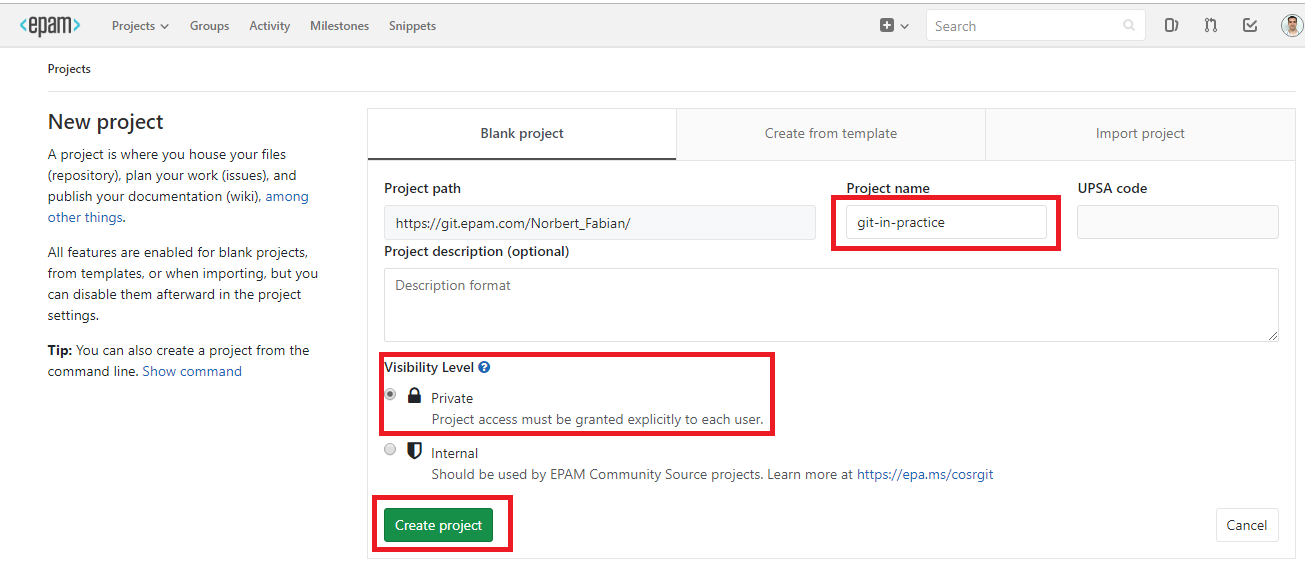 <epam>
Projects
Groups
Activity
Milestones
Snippets
Search
Projects
New project
A project is where you house your files
(repository), plan your work (issues), and
publish your documentation (wiki), among
other things.
All features are enabled for blank projects,
from templates, or when importing, but you
can disable them afterward in the project
settings.
Tip: You can also create a project from the
command line. Show command
Blank project
Create from template
Import project
Project path
Project name
UPSA code
https://git.epam.com/Norbert_Fabian/
git-in-practice
Project description (optional)
Description format
Visibility Level
Private
Project access must be granted explicitly to each user.
Internal
Should be used by EPAM Community Source projects. Learn more at https://epa.ms/cosrgit
Create project
Cancel